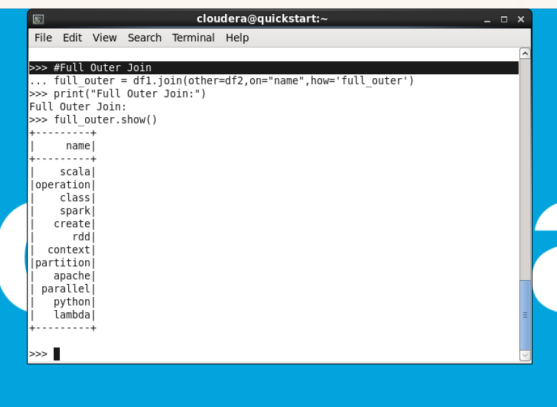 cloudera@quickstart:~
File Edit View Search Terminal Help
>>> #Full Outer Join
... full_outer = df1.join(other=df2,on="name",how='full_outer')
>>> print("Full Outer Join:")
Full Outer Join:
>>> full_outer.show()
+---------+
|     name|
+---------+
|    scala|
|operation|
|    class|
|    spark|
|   create|
|      rdd|
|  context|
|partition|
|   apache|
| parallel|
|   python|
|   lambda|
+---------+
>>>